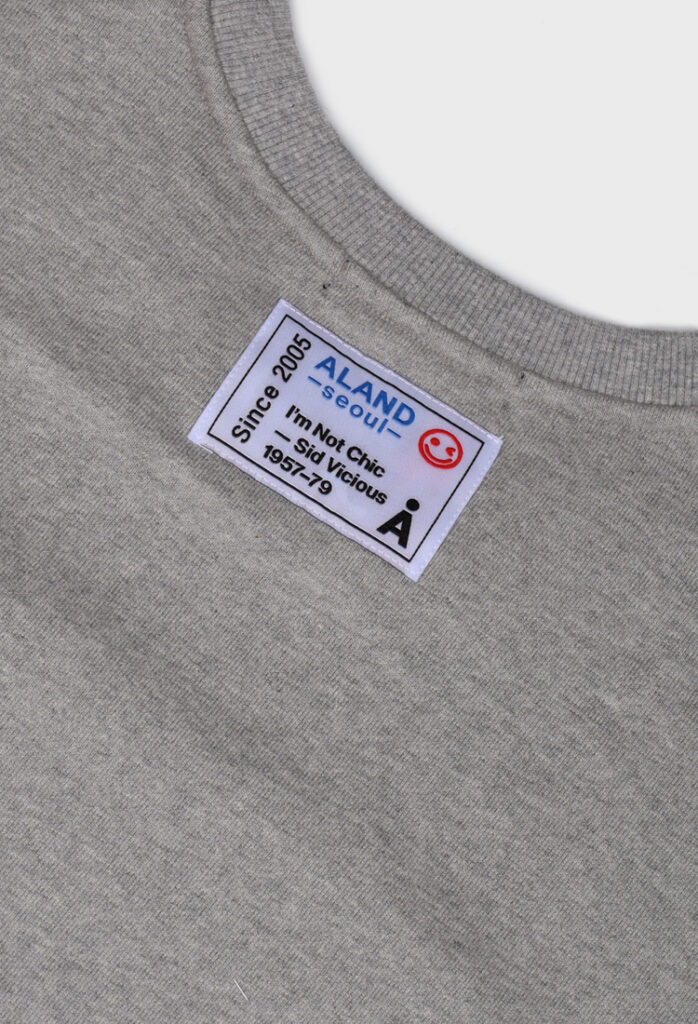 Since 2005
ALAND
—seoul—
I'm Not Chic
— Sid Vicious
1957–79
Å